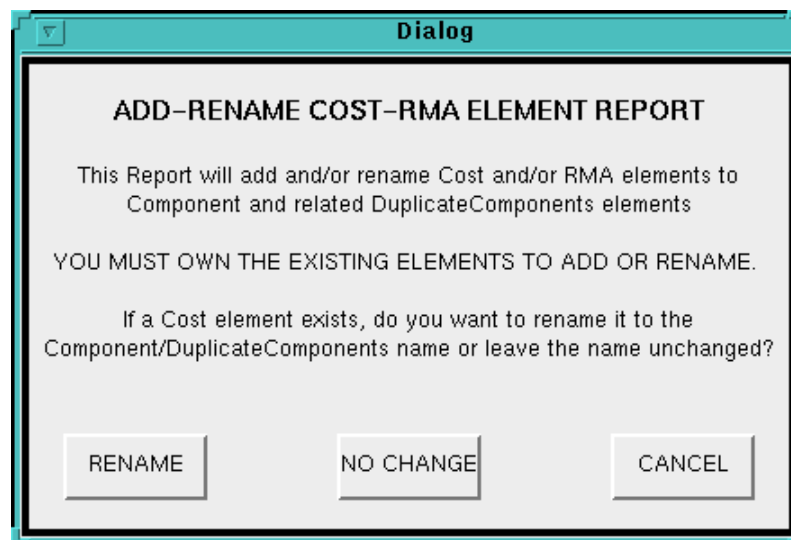 Dialog
ADD-RENAME COST-RMA ELEMENT REPORT
This Report will add and/or rename Cost and/or RMA elements to
Component and related DuplicateComponents elements
YOU MUST OWN THE EXISTING ELEMENTS TO ADD OR RENAME.
If a Cost element exists, do you want to rename it to the
Component/DuplicateComponents name or leave the name unchanged?
RENAME
NO CHANGE
CANCEL